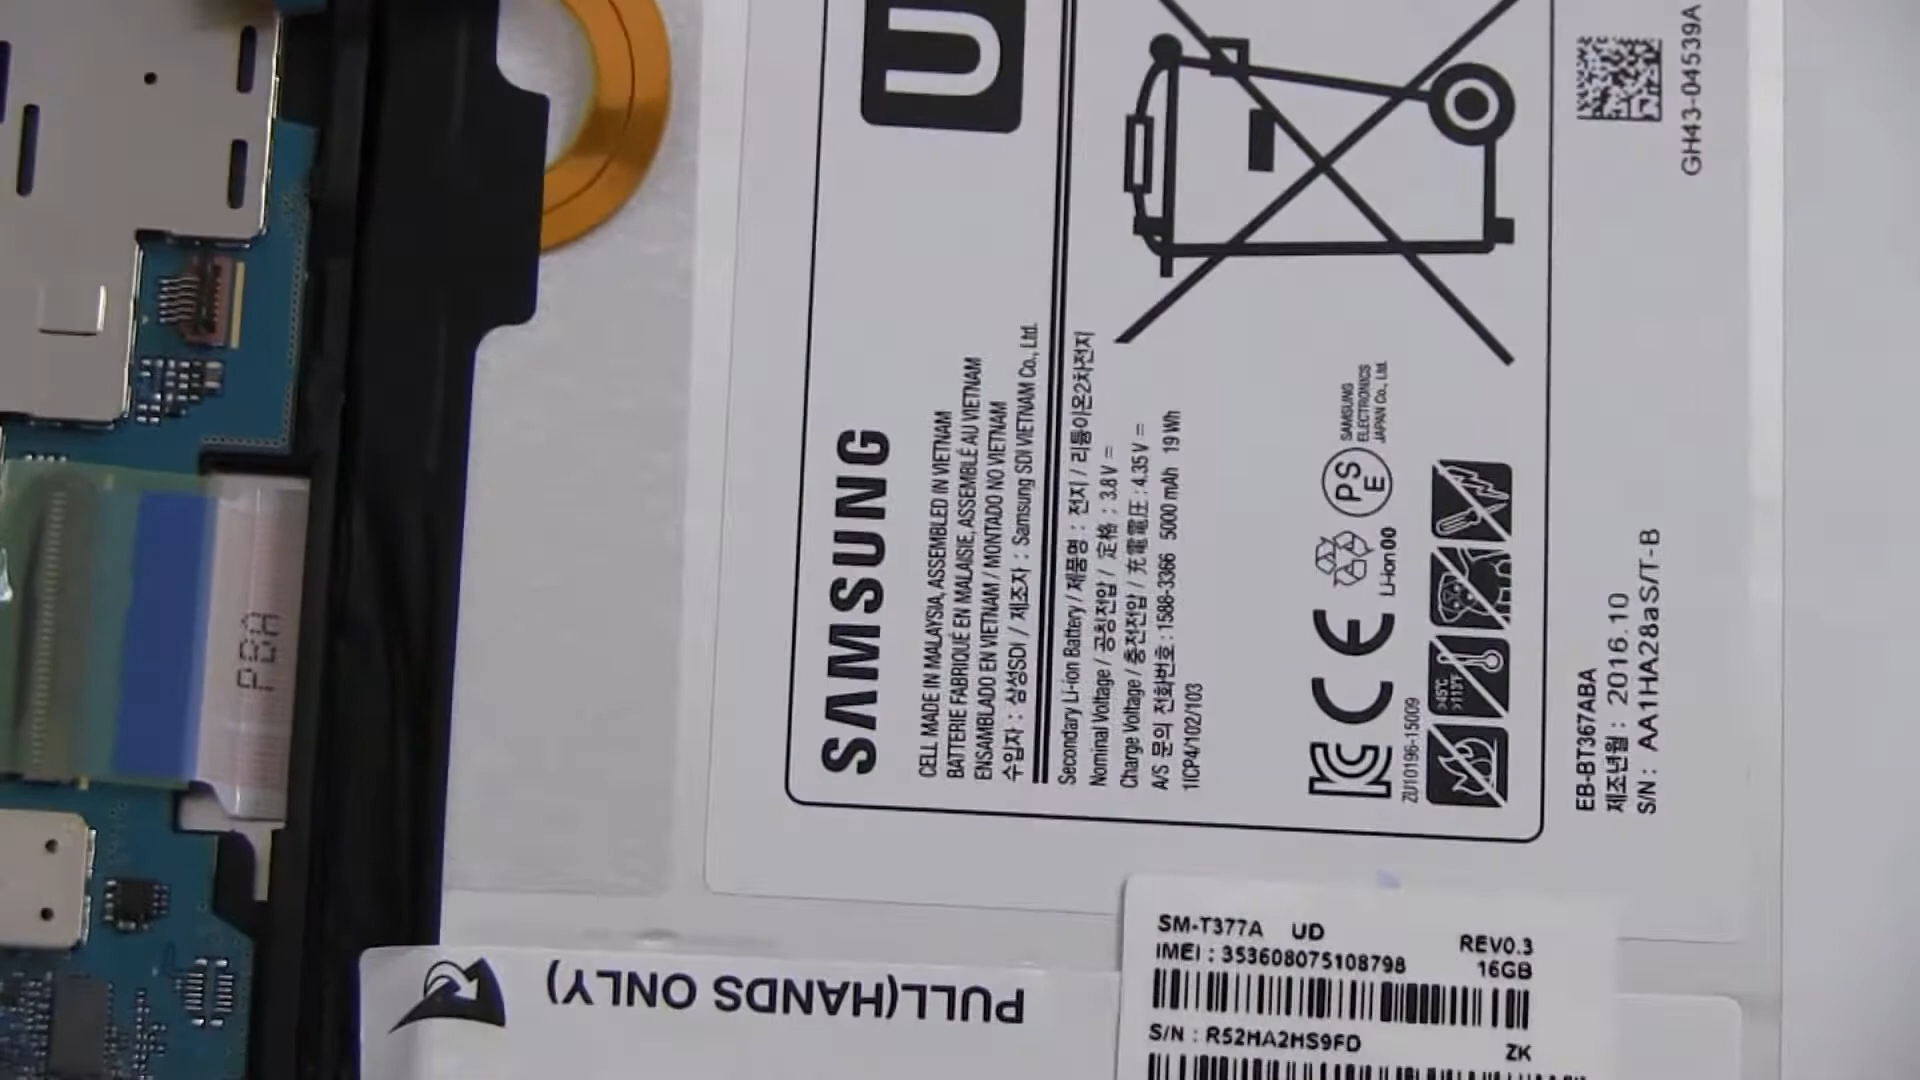 U
GH43-04539A
SAMSUNG
CELL MADE IN MALAYSIA, ASSEMBLED IN VIETNAM
BATTERIE FABRIQUÉ EN MALAISIE, ASSEMBLÉ AU VIETNAM
ENSAMBLADO EN VIETNAM / MONTADO NO VIETNAM
수입자 : 삼성SDI / 제조자 : Samsung SDI VIETNAM Co., Ltd.
Secondary Li-ion Battery / 제품명 : 전지 / 리튬이온2차전지
Nominal Voltage / 공칭전압 / 定格 : 3.8 V ⎓
Charge Voltage / 충전전압 / 充電電圧 : 4.35 V ⎓
A/S 문의 전화번호 : 1588-3366 5000 mAh 19 Wh
1ICP4/102/103
CE
Li-ion 00
PS
E
SAMSUNG
ELECTRONICS
JAPAN Co., Ltd.
ZU10196-15009
>45°C
>113°F
EB-BT367ABA
제조년월 : 2016.10
S/N : AA1HA28aS/T-B
PBA
PULL(HANDS ONLY)
SM-T377A UD REV0.3
IMEI : 353608075108798 16GB
S/N : R52HA2HS9FD ZK